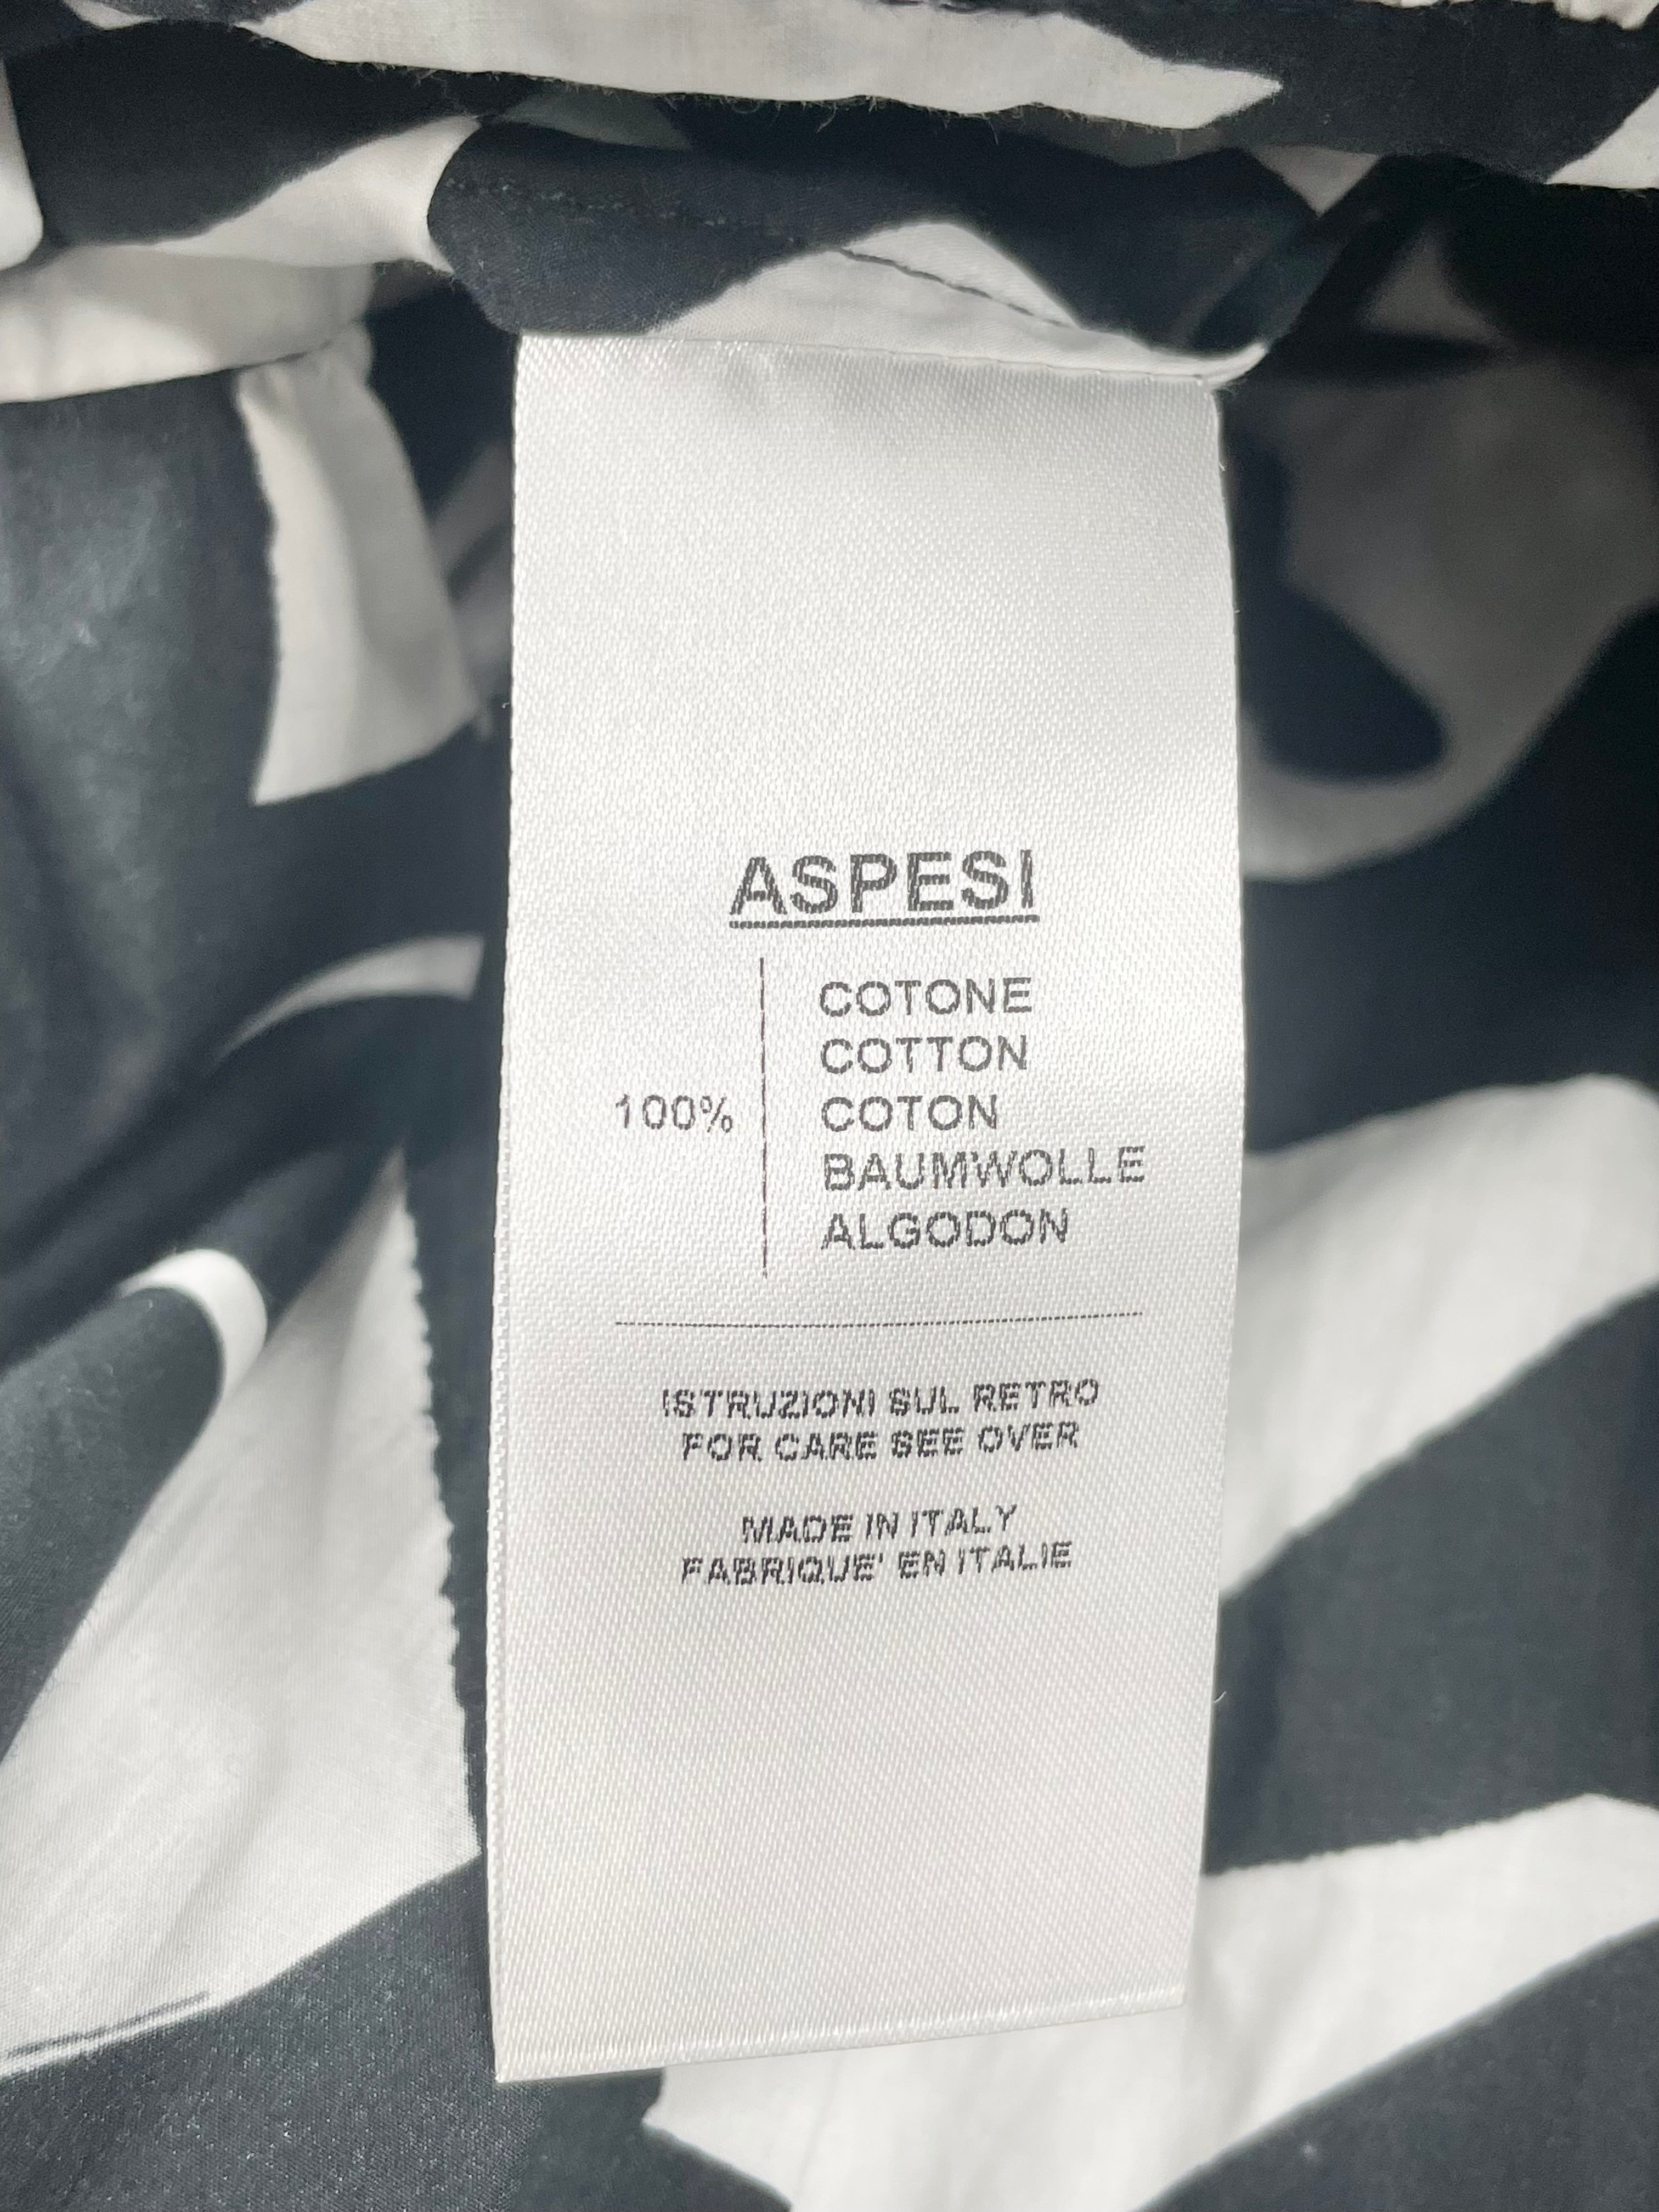 ASPESI
COTONE
COTTON
100% COTON
BAUMWOLLE
ALGODON
ISTRUZIONI SUL RETRO
FOR CARE SEE OVER
MADE IN ITALY
FABRIQUE' EN ITALIE